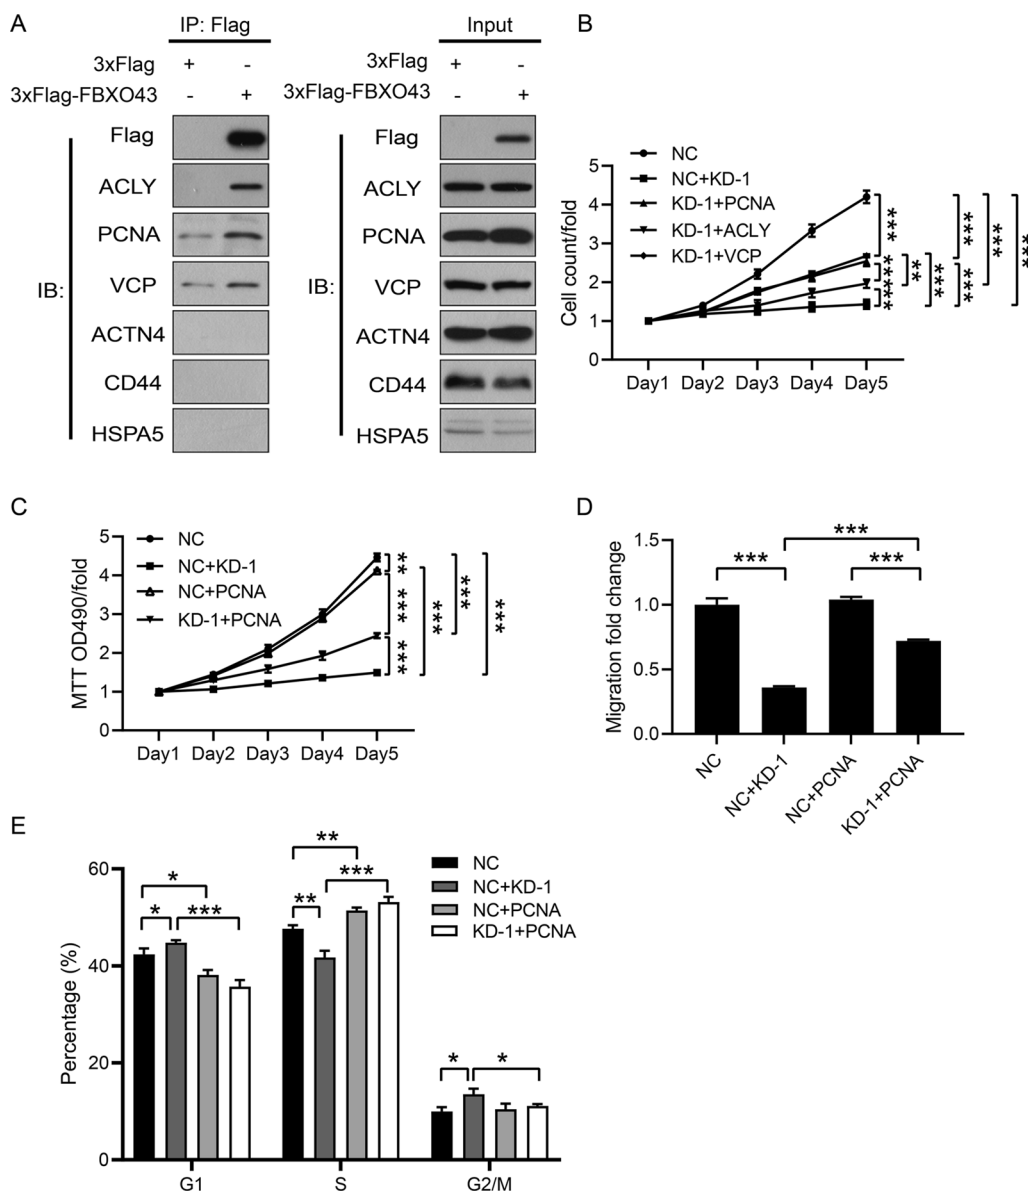 A
IP: Flag
Input
3xFlag + -
3xFlag + -
3xFlag-FBXO43 - +
3xFlag-FBXO43 - +
IB:
Flag
ACLY
PCNA
VCP
ACTN4
CD44
HSPA5
IB:
Flag
ACLY
PCNA
VCP
ACTN4
CD44
HSPA5
B
NC
NC+KD-1
KD-1+PCNA
KD-1+ACLY
KD-1+VCP
Cell count/fold
5
4
3
2
1
0
Day1 Day2 Day3 Day4 Day5
***
***
***
***
**
***
***
C
NC
NC+KD-1
NC+PCNA
KD-1+PCNA
MTT OD490/fold
5
4
3
2
1
0
Day1 Day2 Day3 Day4 Day5
**
***
***
***
***
***
D
Migration fold change
1.5
1.0
0.5
0.0
***
***
***
NC
NC+KD-1
NC+PCNA
KD-1+PCNA
E
Percentage (%)
60
40
20
0
NC
NC+KD-1
NC+PCNA
KD-1+PCNA
*
*
***
**
**
***
*
*
G1 S G2/M